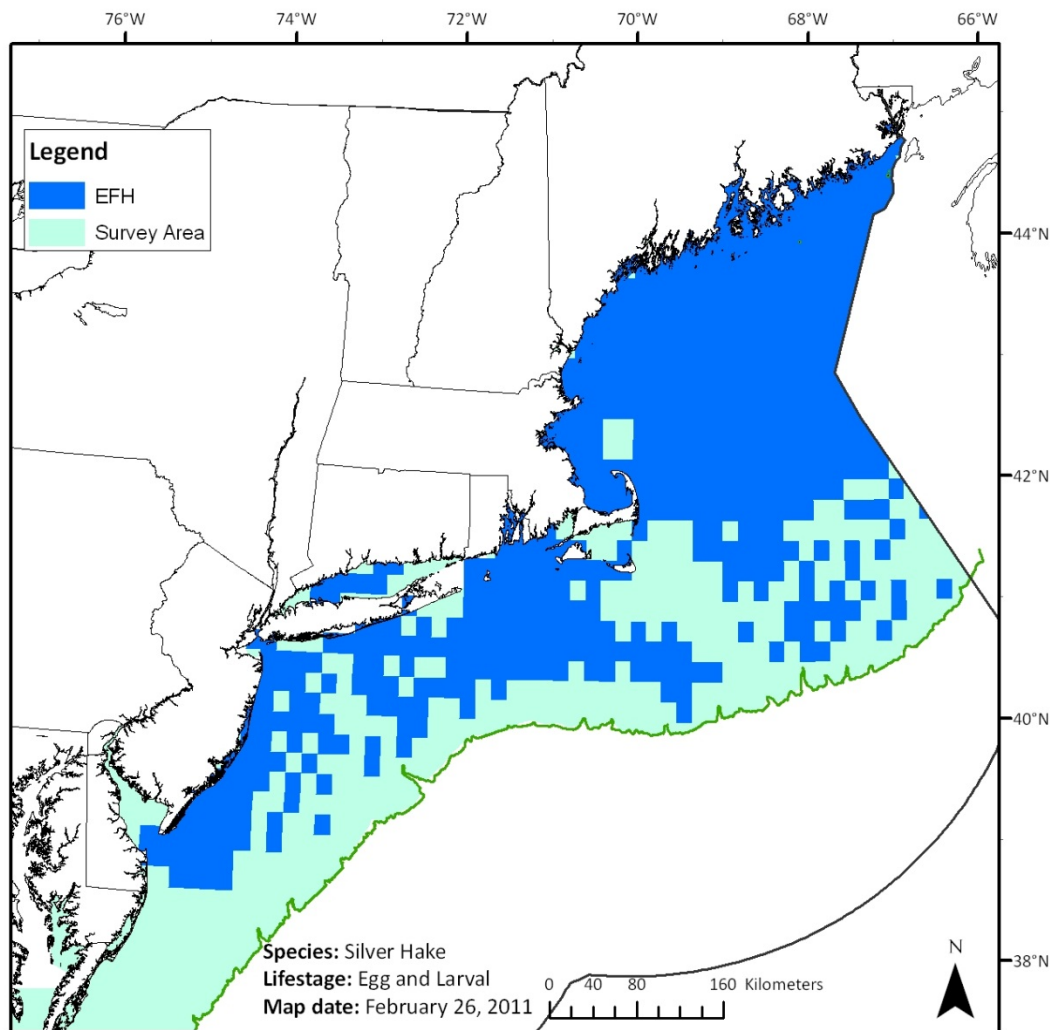 76°W 74°W 72°W 70°W 68°W 66°W
Legend
EFH
Survey Area
44°N
42°N
40°N
38°N
Species: Silver Hake
Lifestage: Egg and Larval
Map date: February 26, 2011
0 40 80 160 Kilometers
N